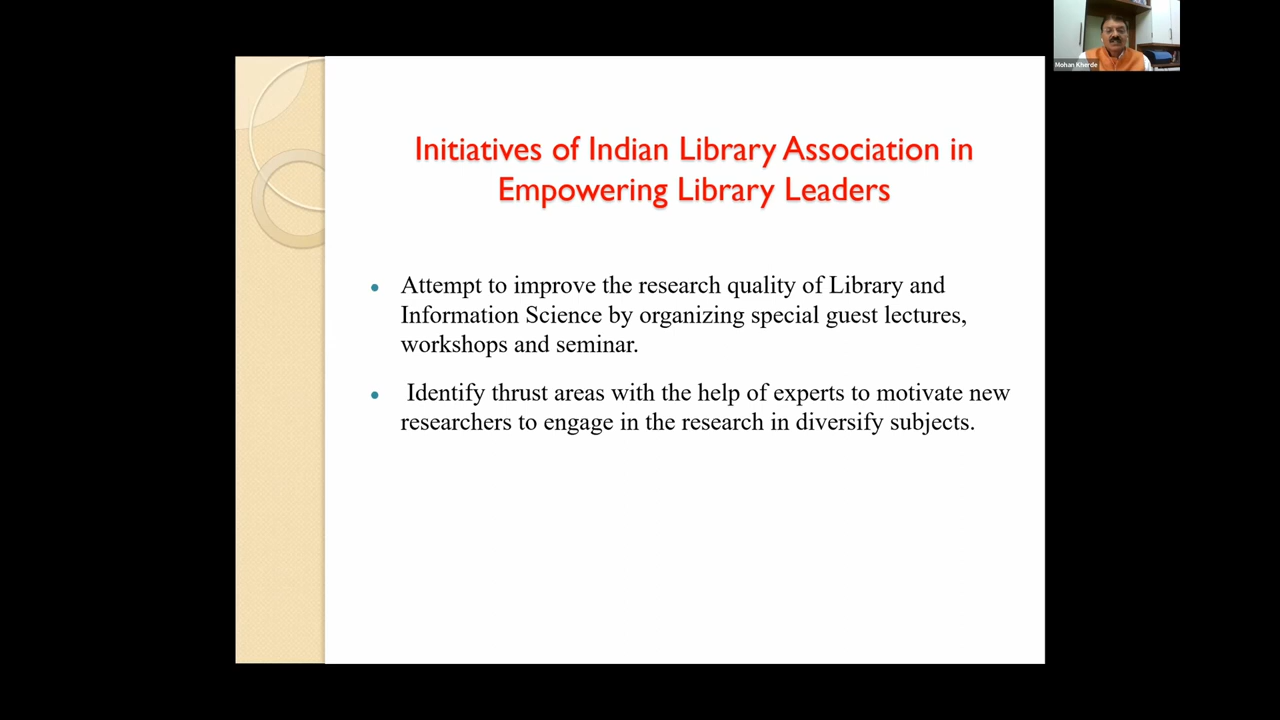 Mohan Kherde
Initiatives of Indian Library Association in
Empowering Library Leaders
• Attempt to improve the research quality of Library and
Information Science by organizing special guest lectures,
workshops and seminar.
• Identify thrust areas with the help of experts to motivate new
researchers to engage in the research in diversify subjects.